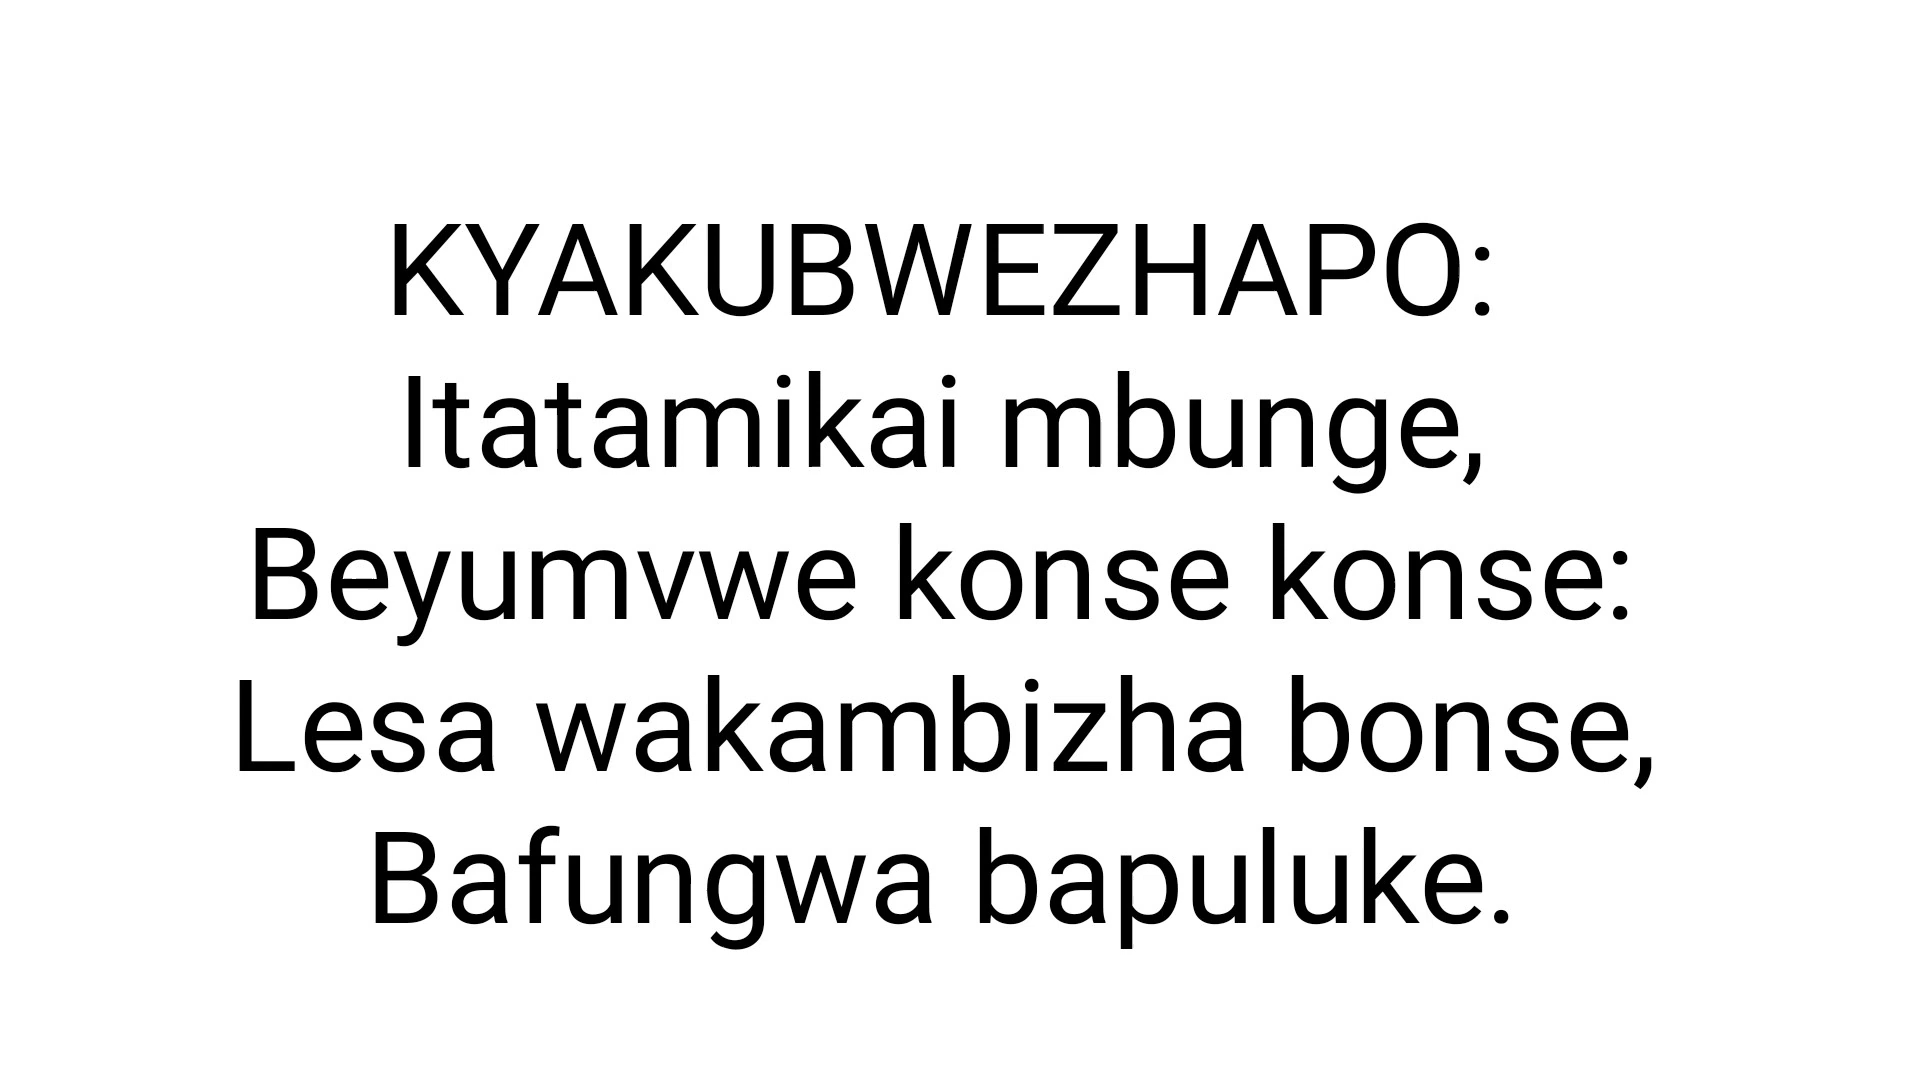 KYAKUBWEZHAPO:
Itatamikai mbunge,
Beyumvwe konse konse:
Lesa wakambizha bonse,
Bafungwa bapuluke.